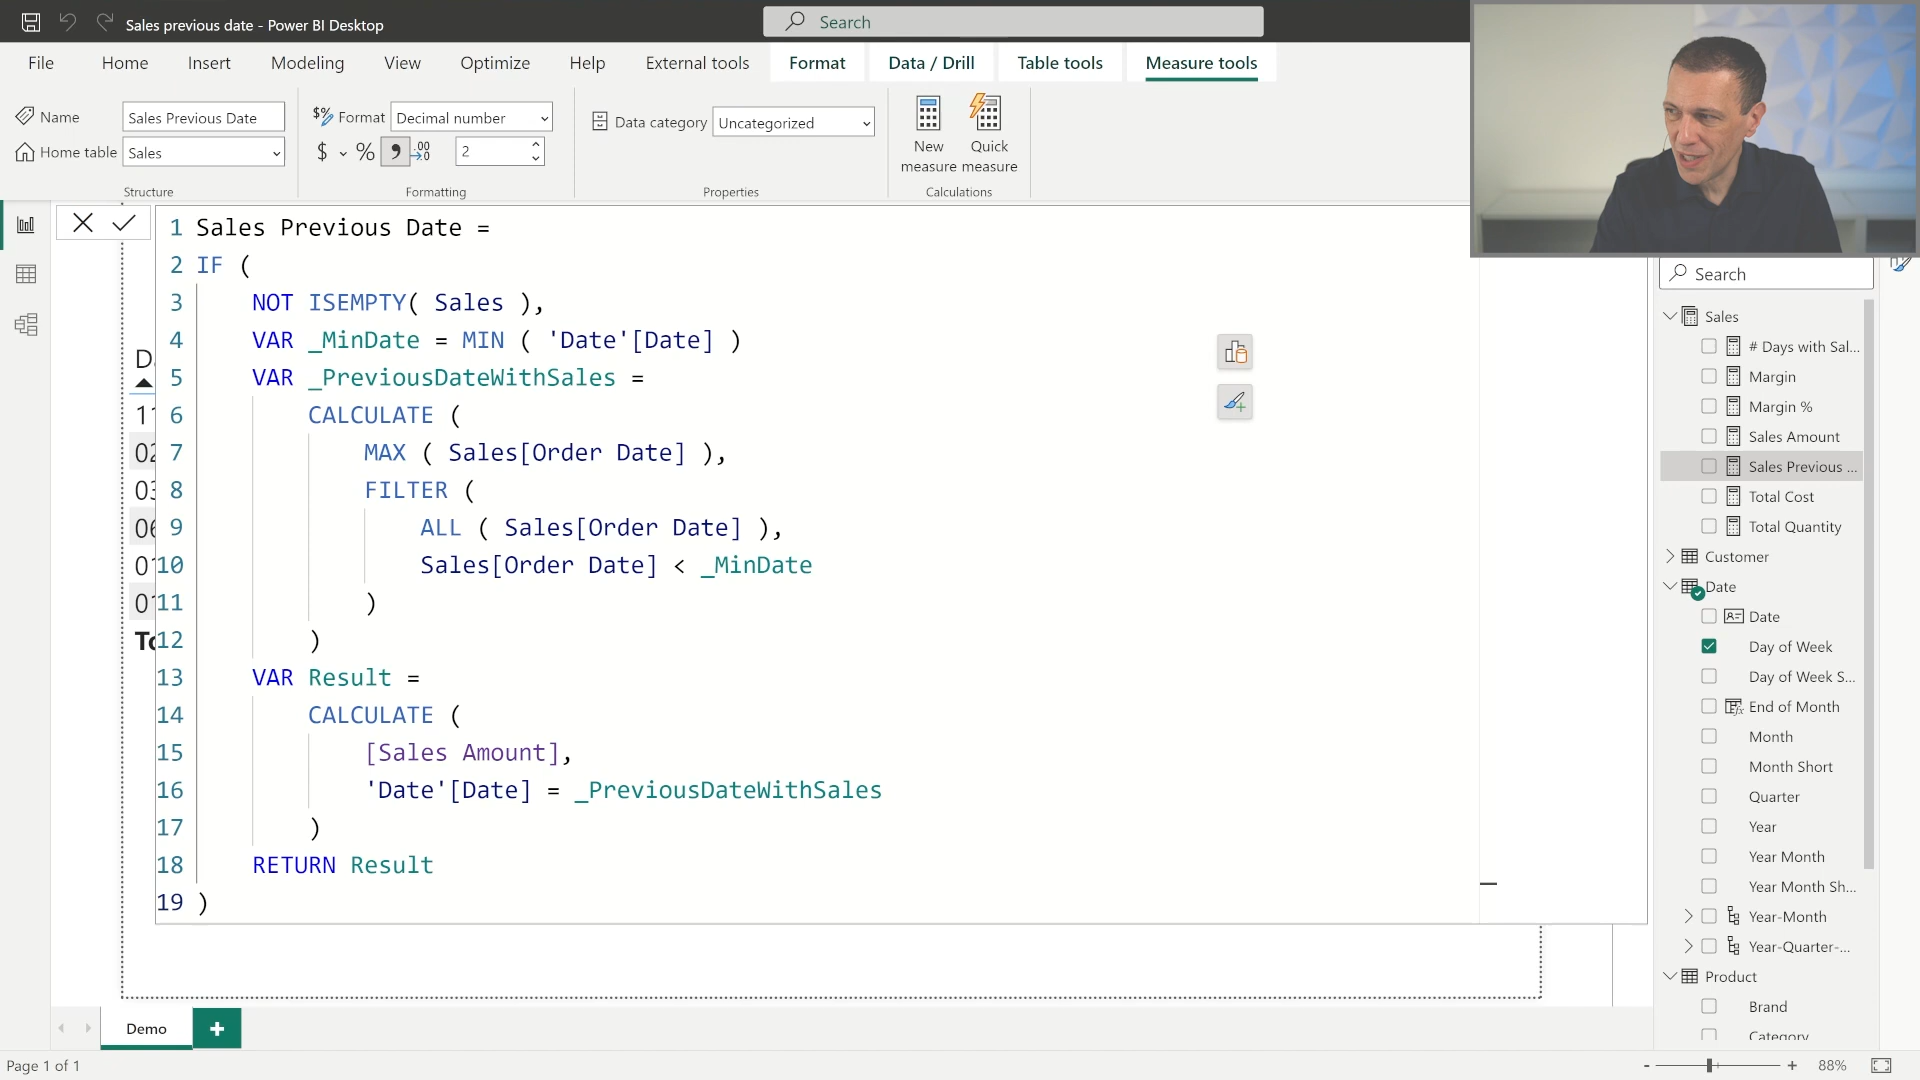 Sales previous date - Power BI Desktop
Search
File Home Insert Modeling View Optimize Help External tools Format Data / Drill Table tools Measure tools
Name Sales Previous Date
Home table Sales
Structure
$% Format Decimal number
$ % , .00 →0 2
Formatting
Data category Uncategorized
Properties
New measure
Quick measure
Calculations
1 Sales Previous Date =
2 IF (
3 NOT ISEMPTY( Sales ),
4 VAR _MinDate = MIN ( 'Date'[Date] )
5 VAR _PreviousDateWithSales =
6 CALCULATE (
7 MAX ( Sales[Order Date] ),
8 FILTER (
9 ALL ( Sales[Order Date] ),
10 Sales[Order Date] < _MinDate
11 )
12 )
13 VAR Result =
14 CALCULATE (
15 [Sales Amount],
16 'Date'[Date] = _PreviousDateWithSales
17 )
18 RETURN Result
19 )
Search
Sales
# Days with Sal...
Margin
Margin %
Sales Amount
Sales Previous ...
Total Cost
Total Quantity
Customer
Date
Date
Day of Week
Day of Week S...
End of Month
Month
Month Short
Quarter
Year
Year Month
Year Month Sh...
Year-Month
Year-Quarter-...
Product
Brand
Category
Demo
+
Page 1 of 1
- + 88%